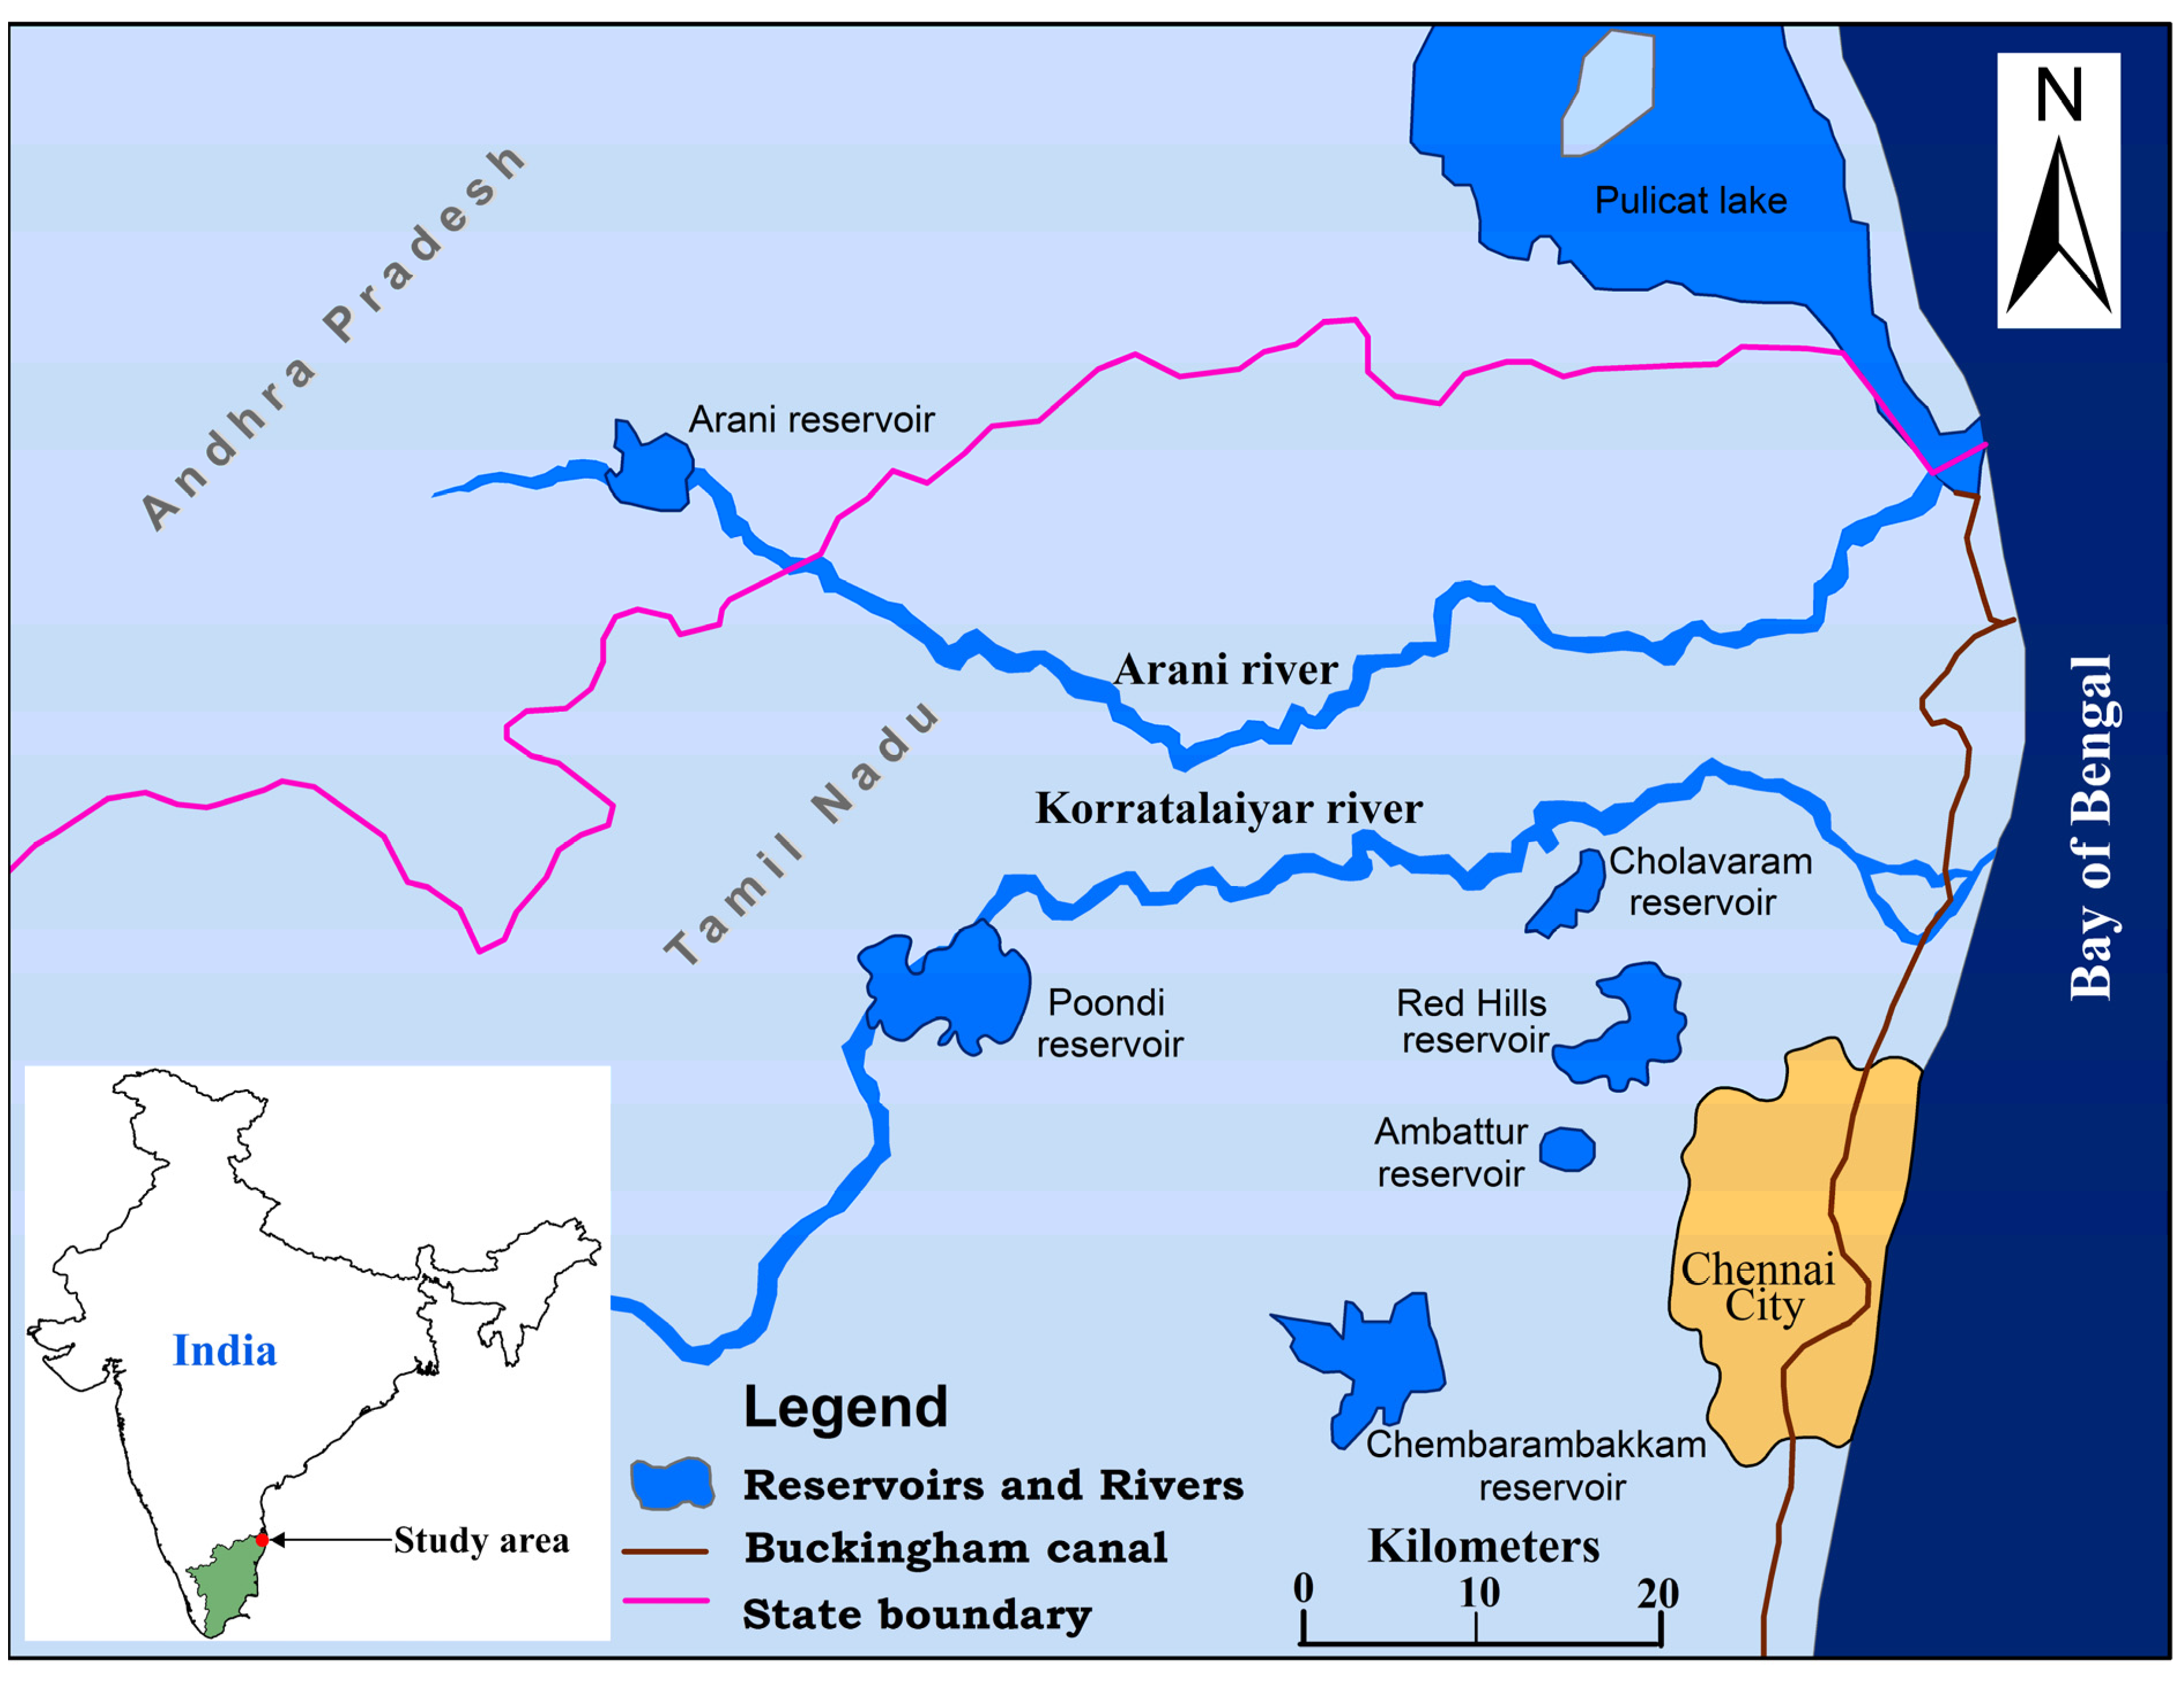 N
Pulicat lake
Andhra Pradesh
Arani reservoir
Arani river
Tamil Nadu
Korratalaiyar river
Cholavaram
reservoir
Bay of Bengal
Poondi
reservoir
Red Hills
reservoir
Ambattur
reservoir
Chennai
City
India
Study area
Chembarambakkam
reservoir
Legend
Reservoirs and Rivers
Buckingham canal
State boundary
Kilometers
0 10 20